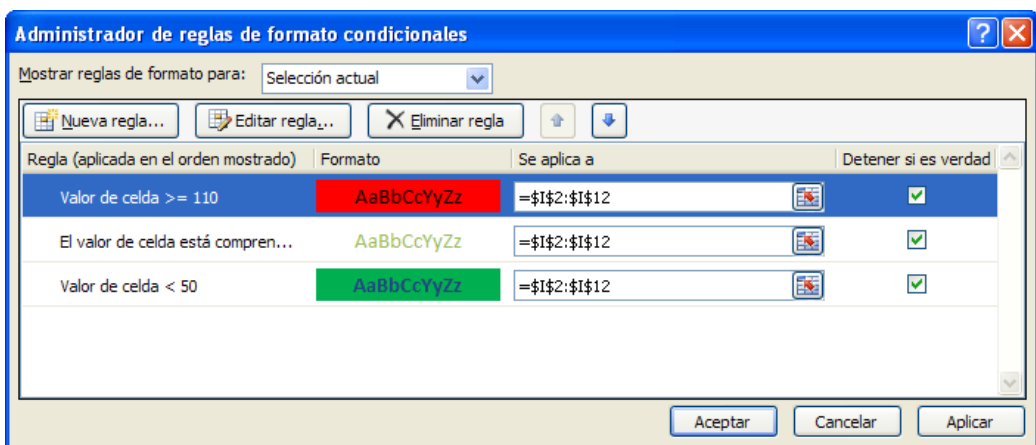 Administrador de reglas de formato condicionales
Mostrar reglas de formato para: Selección actual
Nueva regla... Editar regla... Eliminar regla
Regla (aplicada en el orden mostrado) Formato Se aplica a Detener si es verdad
Valor de celda >= 110 AaBbCcYyZz =$I$2:$I$12
El valor de celda está compren... AaBbCcYyZz =$I$2:$I$12
Valor de celda < 50 AaBbCcYyZz =$I$2:$I$12
Aceptar Cancelar Aplicar